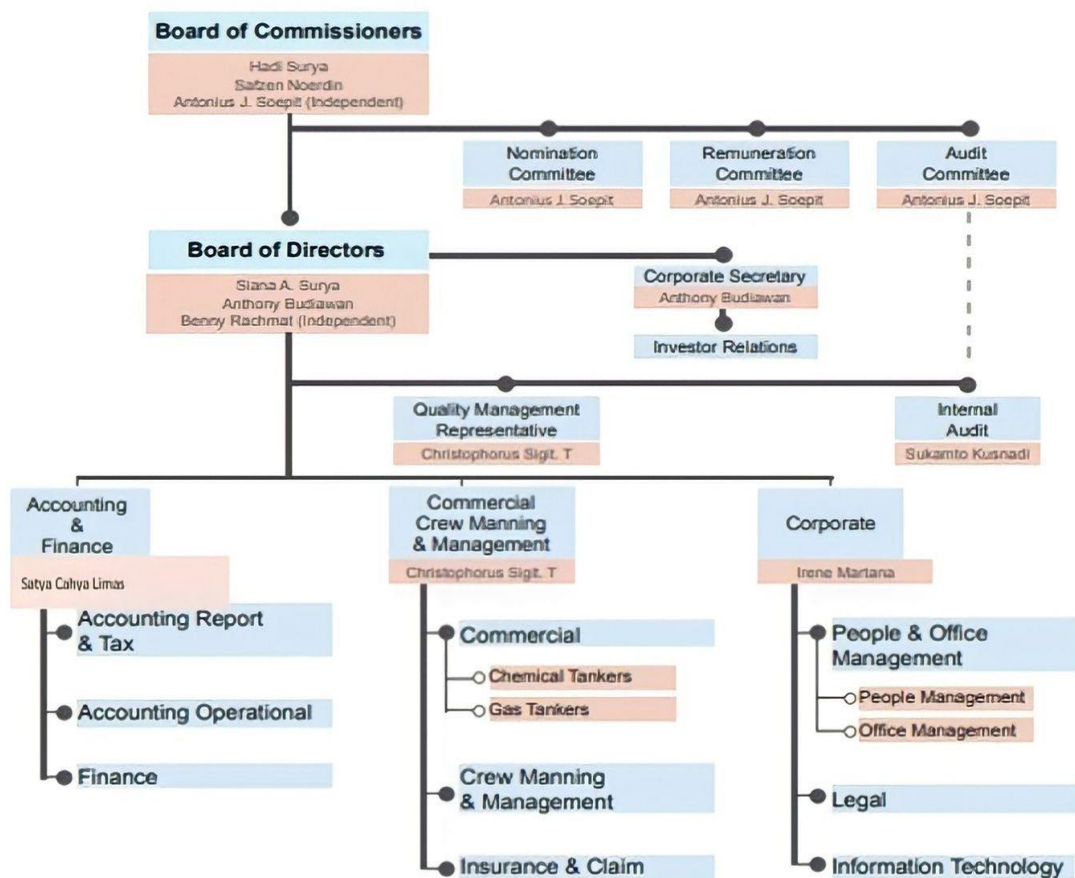 Board of Commissioners
Hadi Surya
Safzen Noerdin
Antonius J. Soepit (Independent)
Nomination
Committee
Antonius J. Soepit
Remuneration
Committee
Antonius J. Soepit
Audit
Committee
Antonius J. Soepit
Board of Directors
Siana A. Surya
Anthony Budiawan
Benny Rachmat (Independent)
Corporate Secretary
Anthony Budiawan
Investor Relations
Quality Management
Representative
Christophorus Sigit. T
Internal
Audit
Sukamto Kusnadi
Accounting
&
Finance
Satya Cahya Limas
Accounting Report
& Tax
Accounting Operational
Finance
Commercial
Crew Manning
& Management
Christophorus Sigit. T
Commercial
Chemical Tankers
Gas Tankers
Crew Manning
& Management
Insurance & Claim
Corporate
Irene Martana
People & Office
Management
People Management
Office Management
Legal
Information Technology